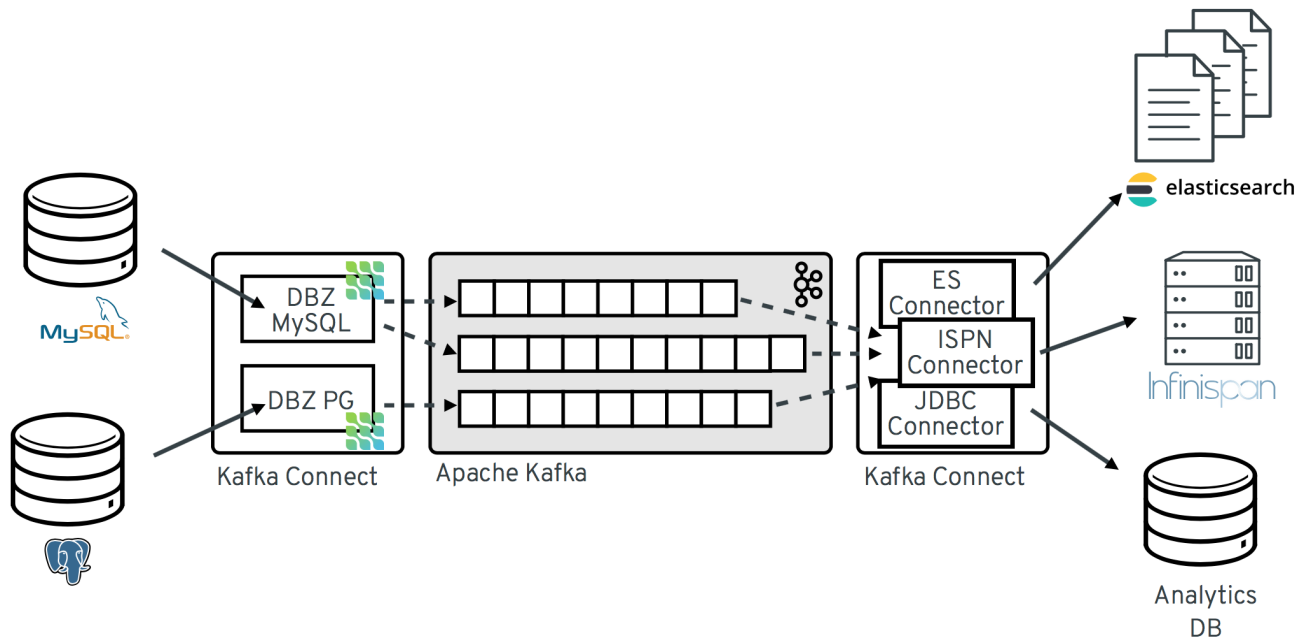 elasticsearch
MySQL®
DBZ
MySQL
DBZ PG
Kafka Connect
Apache Kafka
ES
Connector
ISPN
Connector
JDBC
Connector
Kafka Connect
Infinispan
Analytics
DB